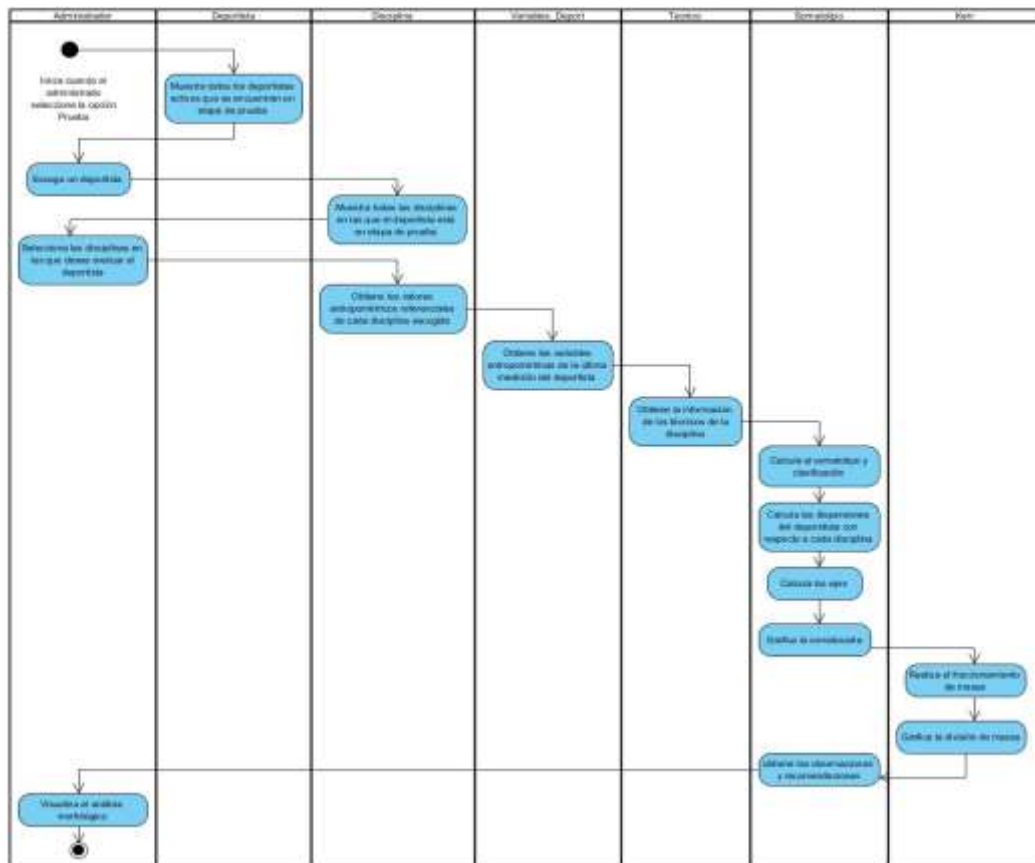 Administrador
Deportista
Disciplina
Variables_Deport
Tecnico
Somatotipo
Kerr
Inicia cuando el
administrado
seleccione la opción
Prueba
Muestra todos los deportistas
activos que se encuentren en
etapa de prueba
Escoge un deportista
Muestra todas las disciplinas
en las que el deportista está
en etapa de prueba
Selecciona las disciplinas en
las que desea evaluar el
deportista
Obtiene los valores
antropométricos referenciales
de cada disciplina escogida
Obtiene las variables
antropométricas de la última
medición del deportista
Obtiene la información
de los técnicos de la
disciplina
Calcula el somatotipo y
clasificación
Calcula las dispersiones
del deportista con
respecto a cada disciplina
Calcula los ejes
Grafica la somatocarta
Realiza el fraccionamiento
de masas
Grafica la división de masas
obtiene las observaciones
y recomendaciones
Visualiza el análisis
morfológico